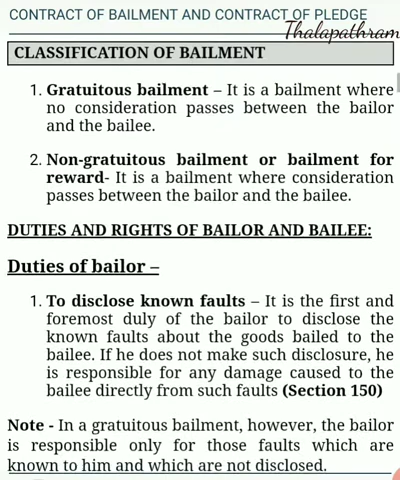 CONTRACT OF BAILMENT AND CONTRACT OF PLEDGE
Thalapathram
CLASSIFICATION OF BAILMENT
1. Gratuitous bailment – It is a bailment where
no consideration passes between the bailor
and the bailee.
2. Non-gratuitous bailment or bailment for
reward- It is a bailment where consideration
passes between the bailor and the bailee.
DUTIES AND RIGHTS OF BAILOR AND BAILEE:
Duties of bailor –
1. To disclose known faults – It is the first and
foremost duly of the bailor to disclose the
known faults about the goods bailed to the
bailee. If he does not make such disclosure, he
is responsible for any damage caused to the
bailee directly from such faults (Section 150)
Note - In a gratuitous bailment, however, the bailor
is responsible only for those faults which are
known to him and which are not disclosed.